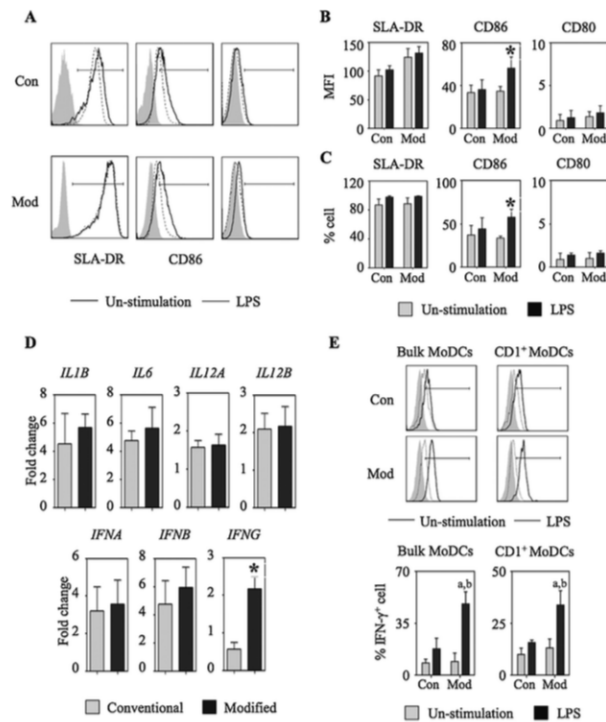 A
Con
Mod
SLA-DR CD86
Un-stimulation LPS
B
SLA-DR CD86 CD80
MFI
150
100
50
0
80
40
0
10
5
0
*
Con Mod Con Mod Con Mod
C
SLA-DR CD86 CD80
% cell
120
80
40
0
100
50
0
10
5
0
*
Con Mod Con Mod Con Mod
Un-stimulation LPS
D
IL1B IL6 IL12A IL12B
Fold change
8
6
4
2
0
8
6
4
2
0
3
2
1
0
3
2
1
0
IFNA IFNB IFNG
Fold change
6
4
2
0
8
6
4
2
0
3
2
1
0
*
Conventional Modified
E
Bulk MoDCs CD1+ MoDCs
Con
Mod
Un-stimulation LPS
Bulk MoDCs CD1+ MoDCs
% IFN-γ+ cell
70
35
0
50
25
0
a,b a,b
Con Mod Con Mod
Un-stimulation LPS